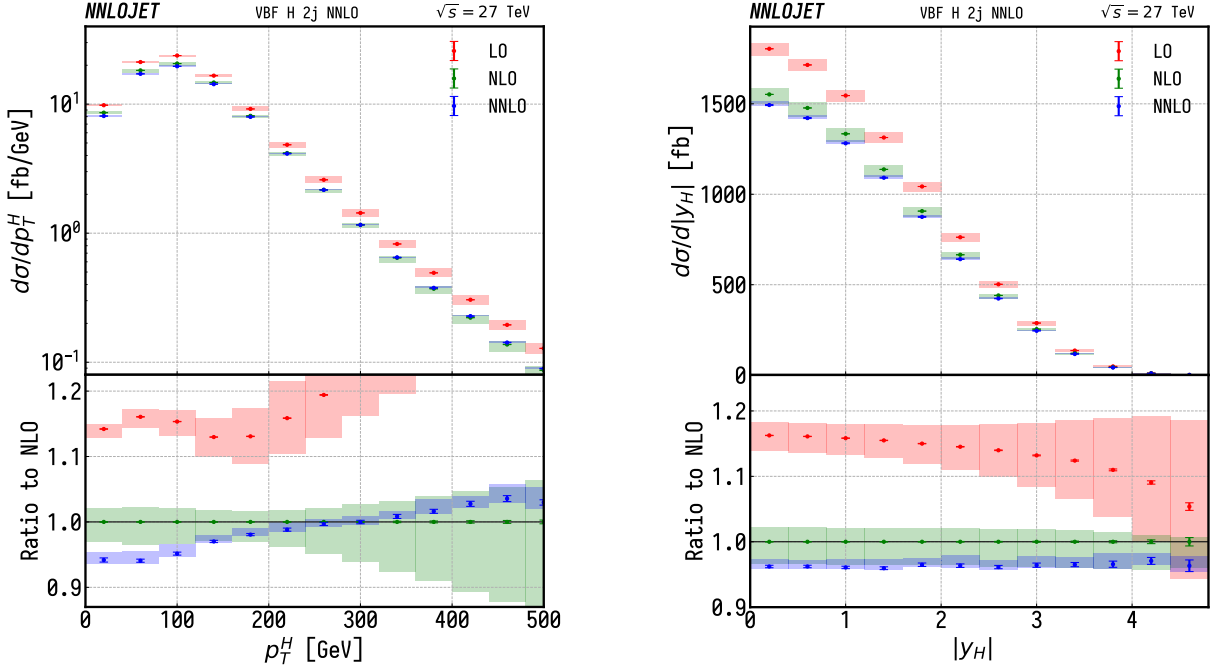 NNLOJET VBF H 2j NNLO √s = 27 TeV
LO
NLO
NNLO
dσ/dp_T^H [fb/GeV]
10^1
10^0
10^-1
Ratio to NLO
1.2
1.1
1.0
0.9
0 100 200 300 400 500
p_T^H [GeV]
NNLOJET VBF H 2j NNLO √s = 27 TeV
LO
NLO
NNLO
dσ/d|y_H| [fb]
1500
1000
500
0
Ratio to NLO
1.2
1.1
1.0
0.9
0 1 2 3 4
|y_H|